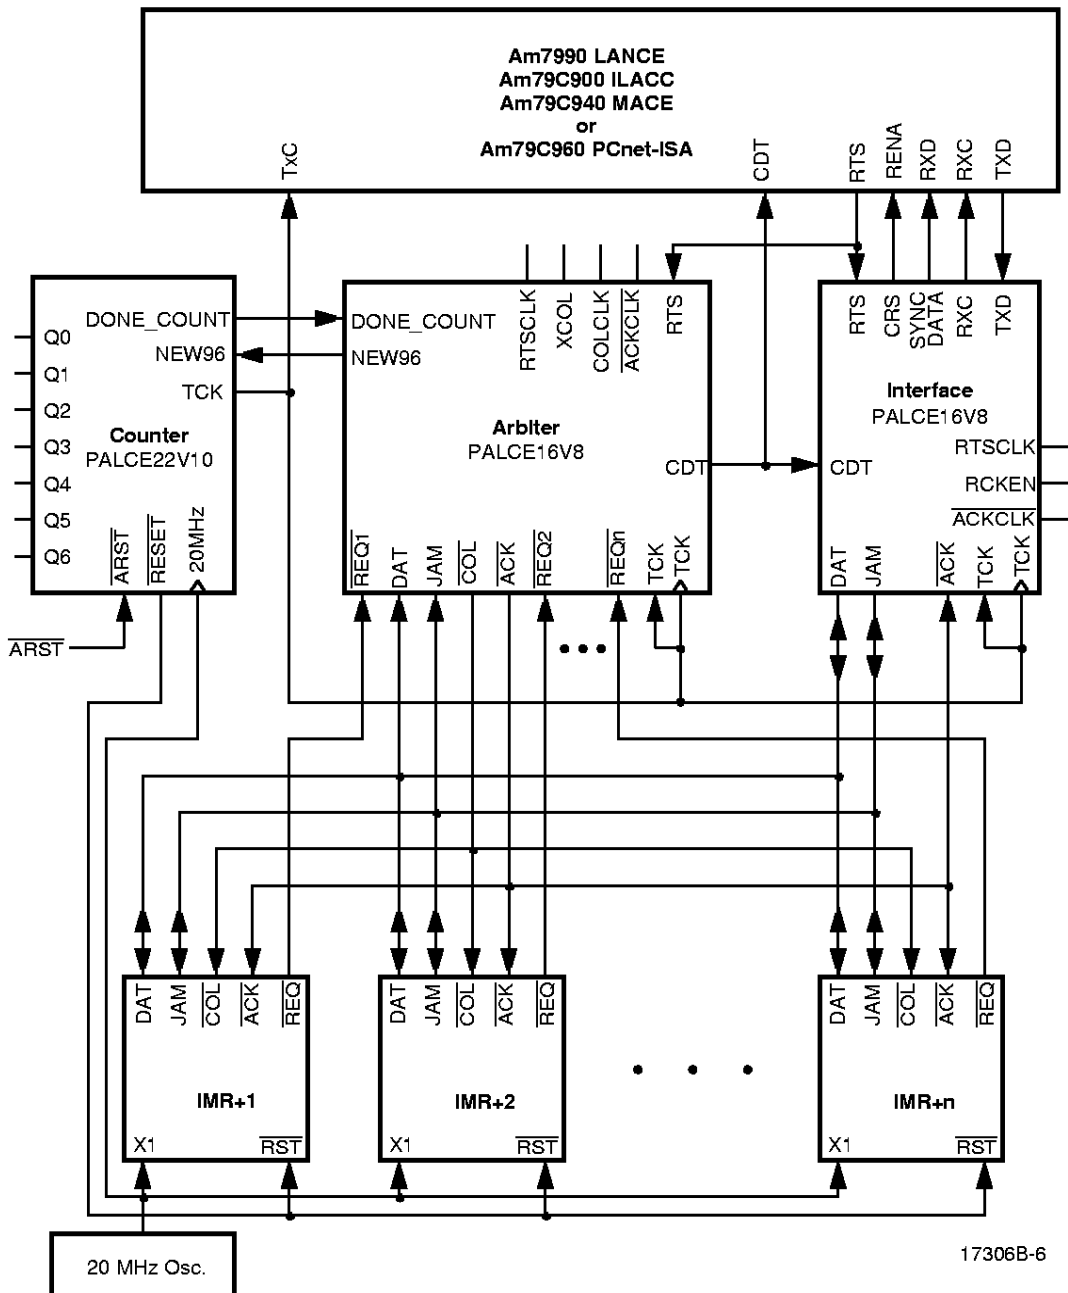 Am7990 LANCE
Am79C900 ILACC
Am79C940 MACE
or
Am79C960 PCnet-ISA
TxC
CDT
RTS
RENA
RXD
RXC
TXD
DONE_COUNT
NEW96
TCK
Q0
Q1
Q2
Q3
Q4
Q5
Q6
Counter
PALCE22V10
ARST
RESET
20MHz
ARST
RTSCLK
XCOL
COLCLK
ACKCLK
RTS
DONE_COUNT
NEW96
Arbiter
PALCE16V8
CDT
REQ1
DAT
JAM
COL
ACK
REQ2
REQn
TCK
TCK
RTS
CRS
SYNC
DATA
RXC
TXD
Interface
PALCE16V8
CDT
RTSCLK
RCKEN
ACKCLK
DAT
JAM
ACK
TCK
TCK
DAT
JAM
COL
ACK
REQ
IMR+1
X1
RST
DAT
JAM
COL
ACK
REQ
IMR+2
X1
RST
DAT
JAM
COL
ACK
REQ
IMR+n
X1
RST
20 MHz Osc.
17306B-6